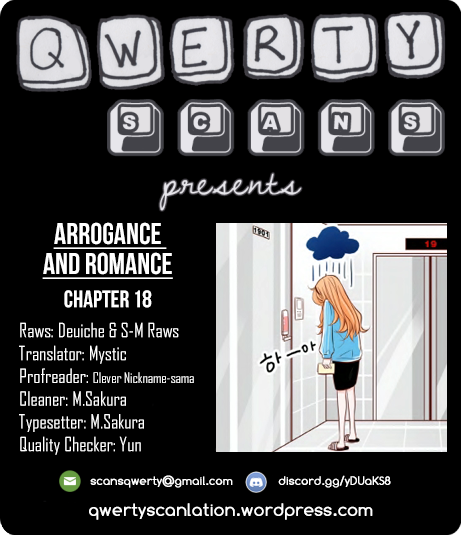 QWERTY
SCANS
presents
ARROGANCE
AND ROMANCE
CHAPTER 18
Raws: Deuiche & S-M Raws
Translator: Mystic
Profreader: Clever Nickname-sama
Cleaner: M.Sakura
Typesetter: M.Sakura
Quality Checker: Yun
1901
19
하—아
scansqwerty@gmail.com
discord.gg/yDUaKS8
qwertyscanlation.wordpress.com